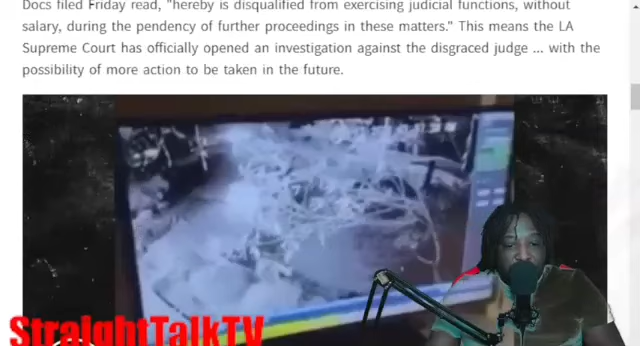 Docs filed Friday read, "hereby is disqualified from exercising judicial functions, without
salary, during the pendency of further proceedings in these matters." This means the LA
Supreme Court has officially opened an investigation against the disgraced judge ... with the
possibility of more action to be taken in the future.
StraIghtTalkTV